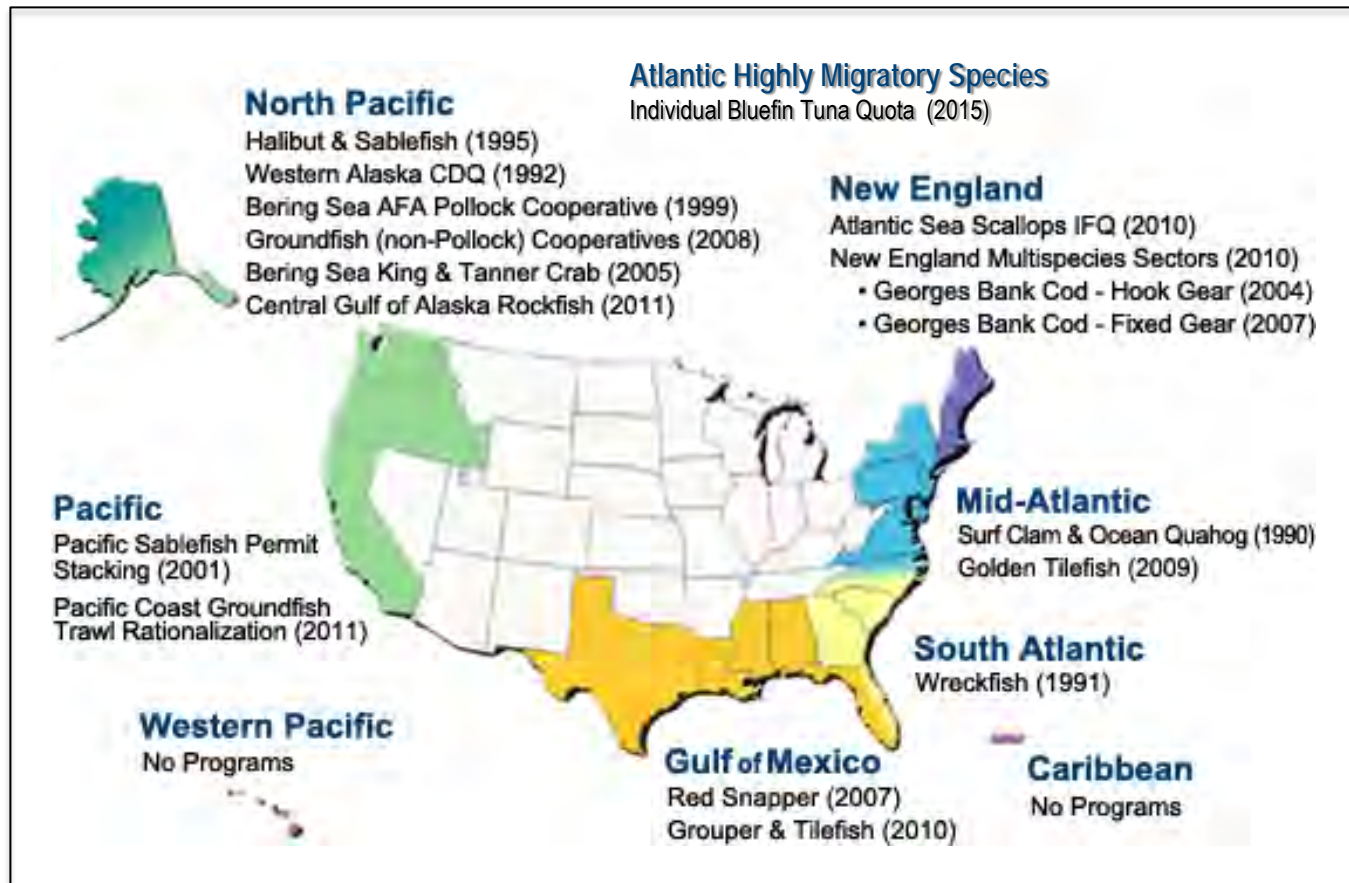 Atlantic Highly Migratory Species
Individual Bluefin Tuna Quota (2015)
North Pacific
Halibut & Sablefish (1995)
Western Alaska CDQ (1992)
Bering Sea AFA Pollock Cooperative (1999)
Groundfish (non-Pollock) Cooperatives (2008)
Bering Sea King & Tanner Crab (2005)
Central Gulf of Alaska Rockfish (2011)
New England
Atlantic Sea Scallops IFQ (2010)
New England Multispecies Sectors (2010)
• Georges Bank Cod - Hook Gear (2004)
• Georges Bank Cod - Fixed Gear (2007)
Pacific
Pacific Sablefish Permit
Stacking (2001)
Pacific Coast Groundfish
Trawl Rationalization (2011)
Mid-Atlantic
Surf Clam & Ocean Quahog (1990)
Golden Tilefish (2009)
South Atlantic
Wreckfish (1991)
Western Pacific
No Programs
Gulf of Mexico
Red Snapper (2007)
Grouper & Tilefish (2010)
Caribbean
No Programs